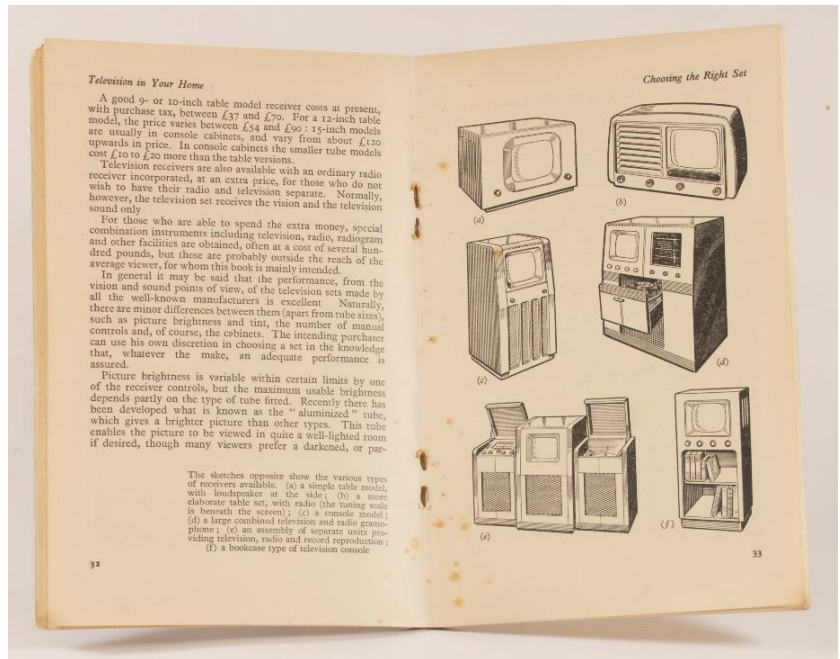 Television in Your Home
A good 9- or 10-inch table model receiver costs at present,
with purchase tax, between £37 and £70. For a 12-inch table
model, the price varies between £54 and £90 : 15-inch models
are usually in console cabinets, and vary from about £120
upwards in price. In console cabinets the smaller tube models
cost £10 to £20 more than the table versions.
Television receivers are also available with an ordinary radio
receiver incorporated, at an extra price, for those who do not
wish to have their radio and television separate. Normally,
however, the television set receives the vision and the television
sound only
For those who are able to spend the extra money, special
combination instruments including television, radio, radiogram
and other facilities are obtained, often at a cost of several hun-
dred pounds, but these are probably outside the reach of the
average viewer, for whom this book is mainly intended.
In general it may be said that the performance, from the
vision and sound points of view, of the television sets made by
all the well-known manufacturers is excellent Naturally,
there are minor differences between them (apart from tube sizes),
such as picture brightness and tint, the number of manual
controls and, of course, the cabinets. The intending purchaser
can use his own discretion in choosing a set in the knowledge
that, whatever the make, an adequate performance is
assured.
Picture brightness is variable within certain limits by one
of the receiver controls, but the maximum usable brightness
depends partly on the type of tube fitted. Recently there has
been developed what is known as the "aluminized" tube,
which gives a brighter picture than other types. This tube
enables the picture to be viewed in quite a well-lighted room
if desired, though many viewers prefer a darkened, or par-
The sketches opposite show the various types
of receivers available. (a) a simple table model,
with loudspeaker at the side; (b) a more
elaborate table set, with radio (the tuning scale
is beneath the screen); (c) a console model;
(d) a large combined television and radio gramo-
phone; (e) an assembly of separate units pro-
viding television, radio and record reproduction;
(f) a bookcase type of television console
32
Choosing the Right Set
(a)
(b)
(c)
(d)
(e)
(f)
33